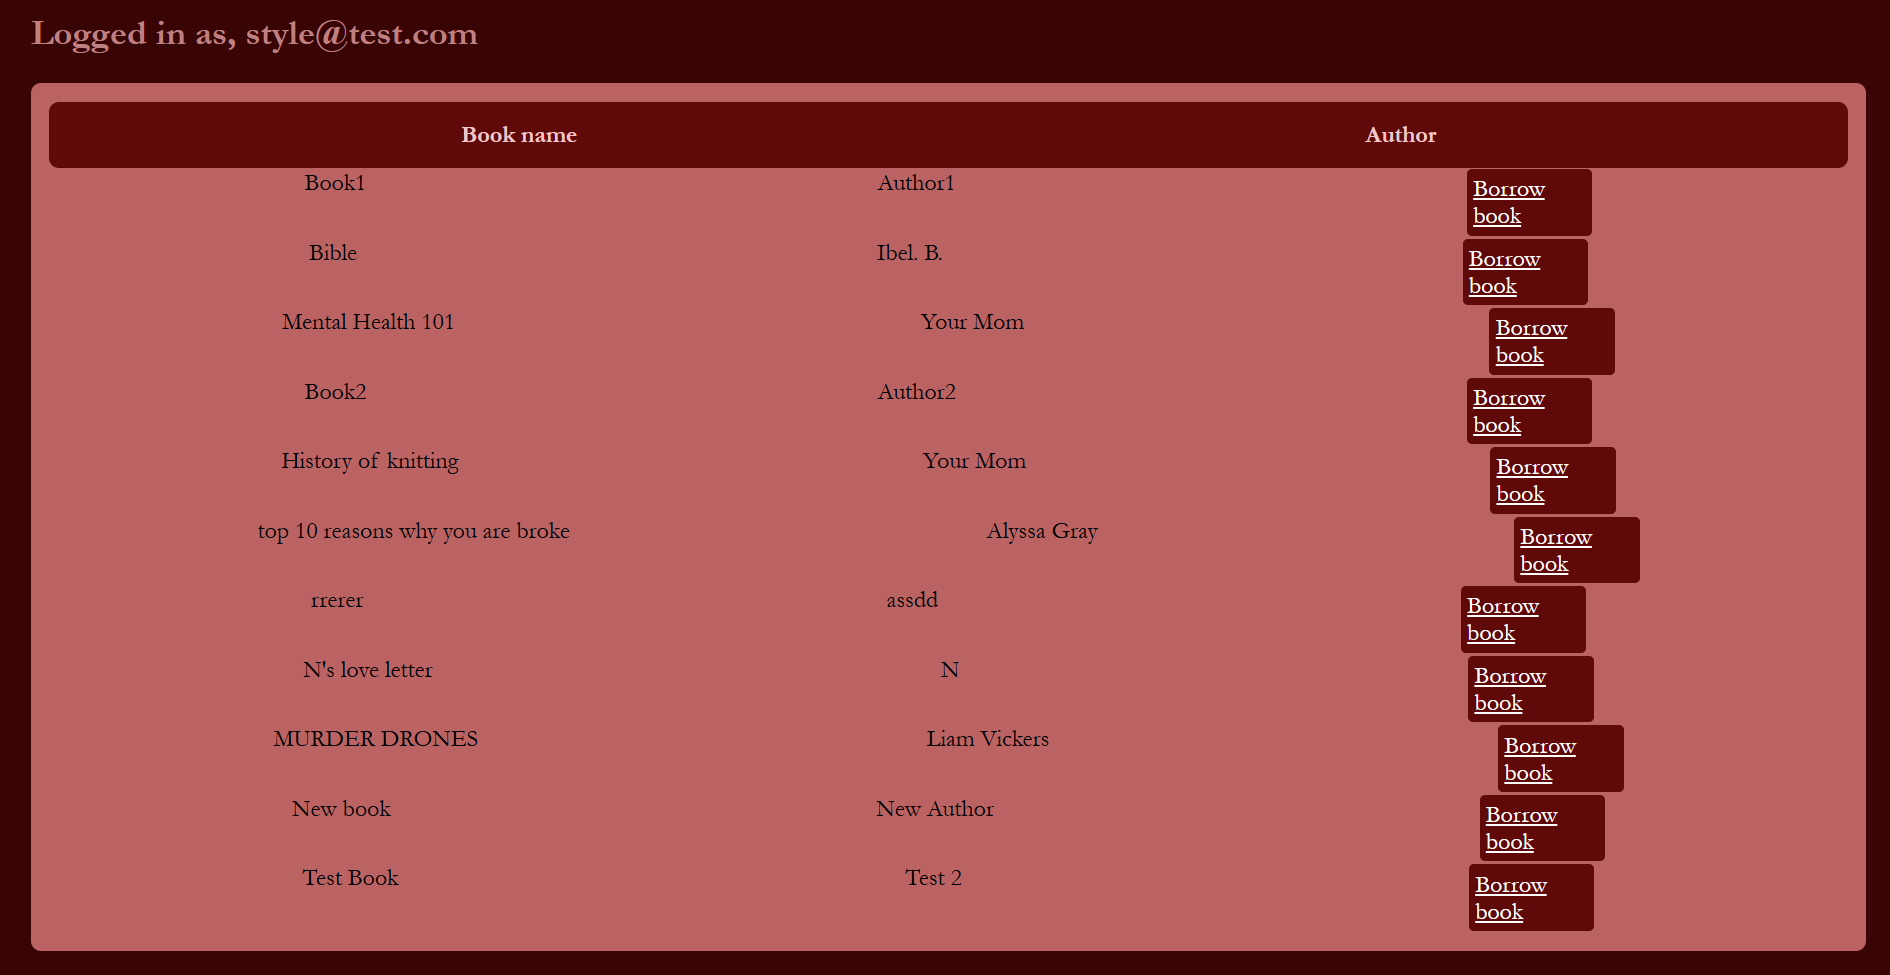 Logged in as, style@test.com
Book name Author
Book1 Author1 Borrow book
Bible Ibel. B. Borrow book
Mental Health 101 Your Mom Borrow book
Book2 Author2 Borrow book
History of knitting Your Mom Borrow book
top 10 reasons why you are broke Alyssa Gray Borrow book
rrerer assdd Borrow book
N's love letter N Borrow book
MURDER DRONES Liam Vickers Borrow book
New book New Author Borrow book
Test Book Test 2 Borrow book